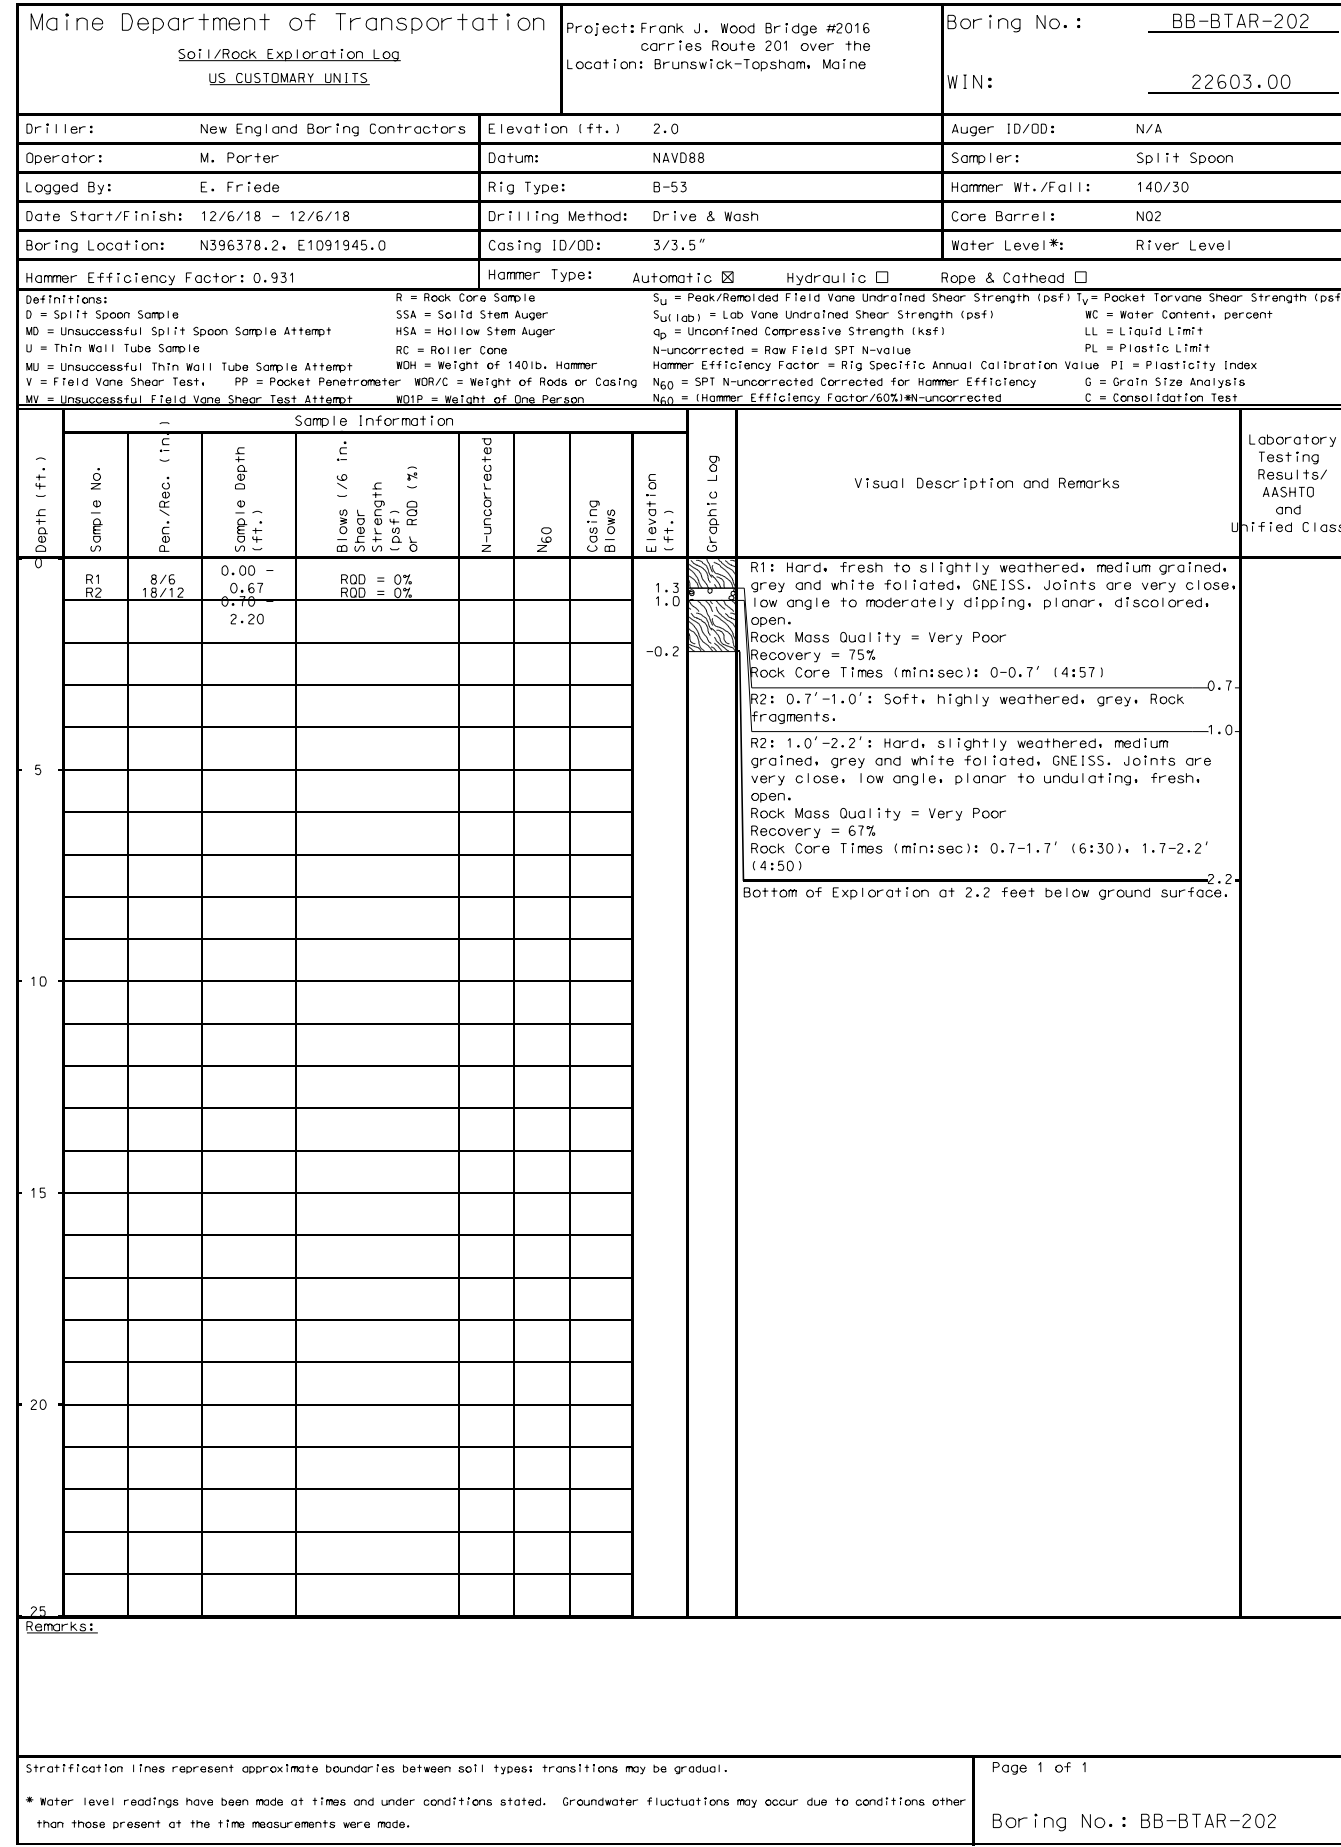 Maine Department of Transportation
Soil/Rock Exploration Log
US CUSTOMARY UNITS
Project: Frank J. Wood Bridge #2016
carries Route 201 over the
Location: Brunswick-Topsham, Maine
Boring No.: BB-BTAR-202
WIN: 22603.00
Driller: New England Boring Contractors Elevation (ft.) 2.0 Auger ID/OD: N/A
Operator: M. Porter Datum: NAVD88 Sampler: Split Spoon
Logged By: E. Friede Rig Type: B-53 Hammer Wt./Fall: 140/30
Date Start/Finish: 12/6/18 - 12/6/18 Drilling Method: Drive & Wash Core Barrel: NQ2
Boring Location: N396378.2, E1091945.0 Casing ID/OD: 3/3.5" Water Level*: River Level
Hammer Efficiency Factor: 0.931 Hammer Type: Automatic ☒ Hydraulic ☐ Rope & Cathead ☐
Definitions: R = Rock Core Sample Su = Peak/Remolded Field Vane Undrained Shear Strength (psf) Tv = Pocket Torvane Shear Strength (psf
D = Split Spoon Sample SSA = Solid Stem Auger Su(lab) = Lab Vane Undrained Shear Strength (psf) WC = Water Content, percent
MD = Unsuccessful Split Spoon Sample Attempt HSA = Hollow Stem Auger qp = Unconfined Compressive Strength (ksf) LL = Liquid Limit
U = Thin Wall Tube Sample RC = Roller Cone N-uncorrected = Raw Field SPT N-value PL = Plastic Limit
MU = Unsuccessful Thin Wall Tube Sample Attempt WOH = Weight of 140lb. Hammer Hammer Efficiency Factor = Rig Specific Annual Calibration Value PI = Plasticity Index
V = Field Vane Shear Test, PP = Pocket Penetrometer WOR/C = Weight of Rods or Casing N60 = SPT N-uncorrected Corrected for Hammer Efficiency G = Grain Size Analysis
MV = Unsuccessful Field Vane Shear Test Attempt WO1P = Weight of One Person N60 = (Hammer Efficiency Factor/60%)*N-uncorrected C = Consolidation Test
Sample Information
Depth (ft.)
Sample No.
Pen./Rec. (in.)
Sample Depth
(ft.)
Blows (/6 in.
Shear
Strength
(psf)
or RQD (%)
N-uncorrected
N60
Casing
Blows
Elevation
(ft.)
Graphic Log
Visual Description and Remarks
Laboratory
Testing
Results/
AASHTO
and
Unified Class
0
R1 8/6 0.00 - 0.67 RQD = 0%
R2 18/12 0.70 - 2.20 RQD = 0%
1.3
1.0
-0.2
R1: Hard, fresh to slightly weathered, medium grained,
grey and white foliated, GNEISS. Joints are very close,
low angle to moderately dipping, planar, discolored,
open.
Rock Mass Quality = Very Poor
Recovery = 75%
Rock Core Times (min:sec): 0-0.7' (4:57)
0.7
R2: 0.7'-1.0': Soft, highly weathered, grey, Rock
fragments.
1.0
R2: 1.0'-2.2': Hard, slightly weathered, medium
grained, grey and white foliated, GNEISS. Joints are
very close, low angle, planar to undulating, fresh,
open.
Rock Mass Quality = Very Poor
Recovery = 67%
Rock Core Times (min:sec): 0.7-1.7' (6:30), 1.7-2.2'
(4:50)
2.2
Bottom of Exploration at 2.2 feet below ground surface.
5
10
15
20
25
Remarks:
Stratification lines represent approximate boundaries between soil types; transitions may be gradual.
* Water level readings have been made at times and under conditions stated. Groundwater fluctuations may occur due to conditions other
than those present at the time measurements were made.
Page 1 of 1
Boring No.: BB-BTAR-202